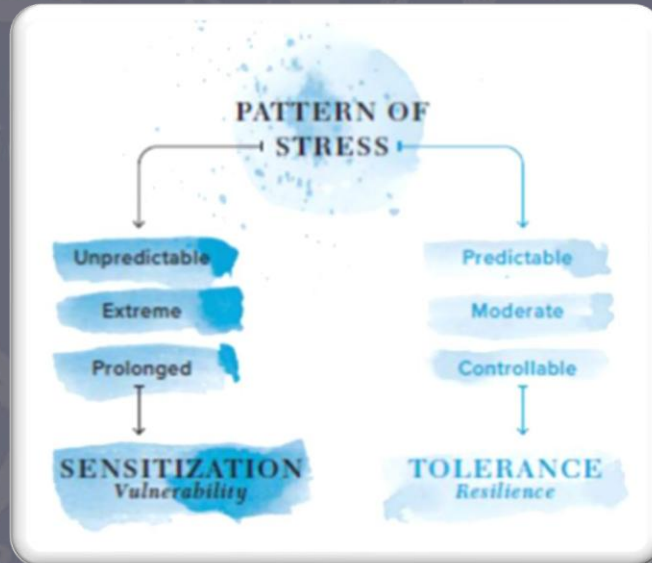 PATTERN OF
STRESS
Unpredictable
Extreme
Prolonged
SENSITIZATION
Vulnerability
Predictable
Moderate
Controllable
TOLERANCE
Resilience